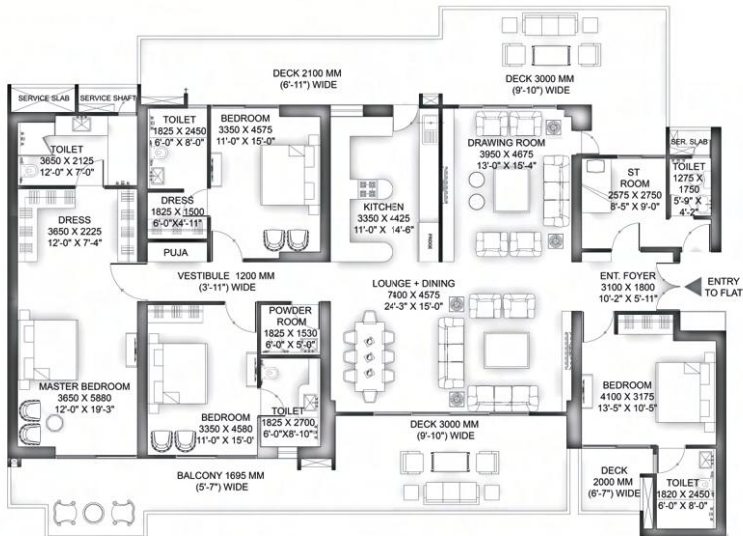 DECK 2100 MM
(6'-11") WIDE
DECK 3000 MM
(9'-10") WIDE
SERVICE SLAB
SERVICE SHAFT
TOILET
3650 X 2125
12'-0" X 7'-0"
TOILET
1825 X 2450
6'-0" X 8'-0"
BEDROOM
3350 X 4575
11'-0" X 15'-0"
DRAWING ROOM
3950 X 4675
13'-0" X 15'-4"
SER. SLAB
ST
ROOM
2575 X 2750
8'-5" X 9'-0"
TOILET
1275 X
1750
5'-9" X
4'-2"
DRESS
3650 X 2225
12'-0" X 7'-4"
DRESS
1825 X 1500
6'-0"X4'-11"
KITCHEN
3350 X 4425
11'-0" X 14'-6"
FRIDGE
PUJA
VESTIBULE 1200 MM
(3'-11") WIDE
LOUNGE + DINING
7400 X 4575
24'-3" X 15'-0"
ENT. FOYER
3100 X 1800
10'-2" X 5'-11"
ENTRY
TO FLAT
POWDER
ROOM
1825 X 1530
6'-0" X 5'-0"
MASTER BEDROOM
3650 X 5880
12'-0" X 19'-3"
BEDROOM
3350 X 4580
11'-0" X 15'-0'
TOILET
1825 X 2700
6'-0"X8'-10"
BEDROOM
4100 X 3175
13'-5" X 10'-5"
DECK 3000 MM
(9'-10") WIDE
BALCONY 1695 MM
(5'-7") WIDE
DECK
2000 MM
(6'-7") WIDE
TOILET
1820 X 2450
6'-0" X 8'-0"